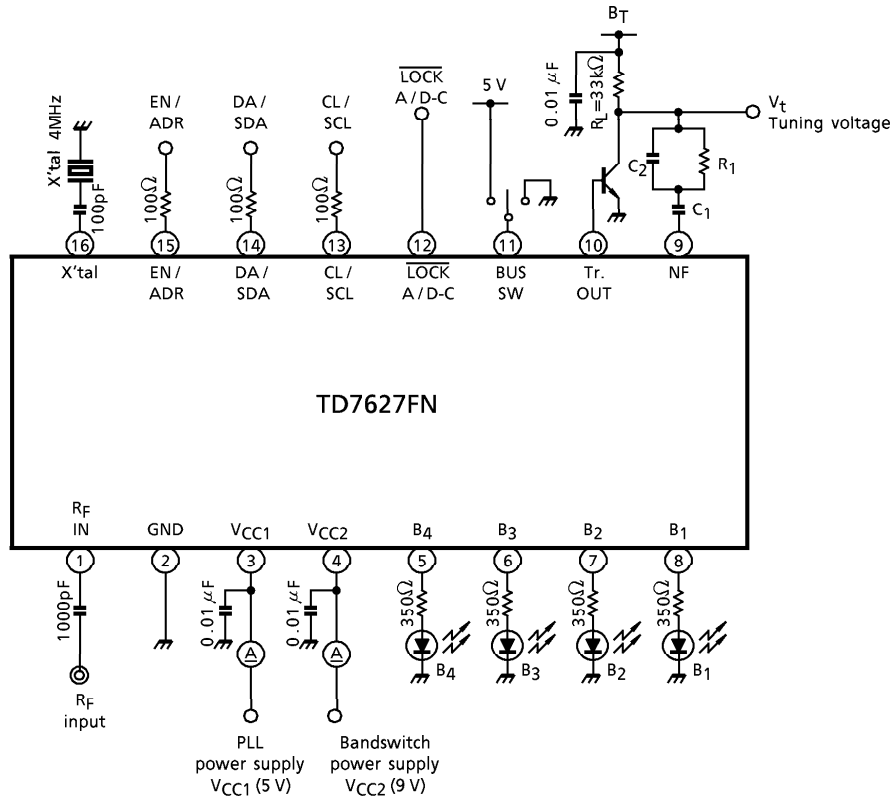 B_T
0.01 μF
R_L=33kΩ
V_t
Tuning voltage
5 V
LOCK
A / D-C
X'tal 4MHz
100pF
EN /
ADR
100Ω
DA /
SDA
100Ω
CL /
SCL
100Ω
C2
R1
C1
16
15
14
13
12
11
10
9
X'tal
EN /
ADR
DA /
SDA
CL /
SCL
LOCK
A / D-C
BUS
SW
Tr.
OUT
NF
TD7627FN
RF
IN
GND
VCC1
VCC2
B4
B3
B2
B1
1
2
3
4
5
6
7
8
1000pF
0.01 μF
0.01 μF
350Ω
350Ω
350Ω
350Ω
A
A
B4
B3
B2
B1
RF
input
PLL
power supply
VCC1 (5 V)
Bandswitch
power supply
VCC2 (9 V)